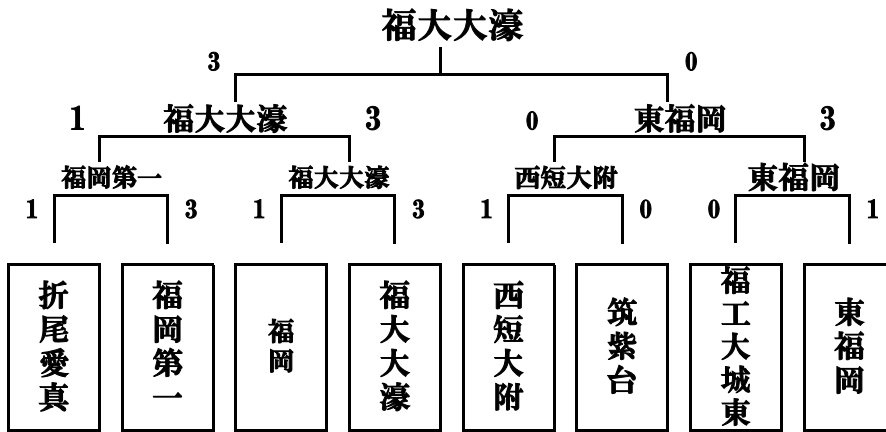 福大大濠
3 0
1 福大大濠 3 0 東福岡 3
福岡第一 福大大濠 西短大附 東福岡
1 3 1 3 1 0 0 1
折尾愛真
福岡第一
福岡
福大大濠
西短大附
筑紫台
福工大城東
東福岡